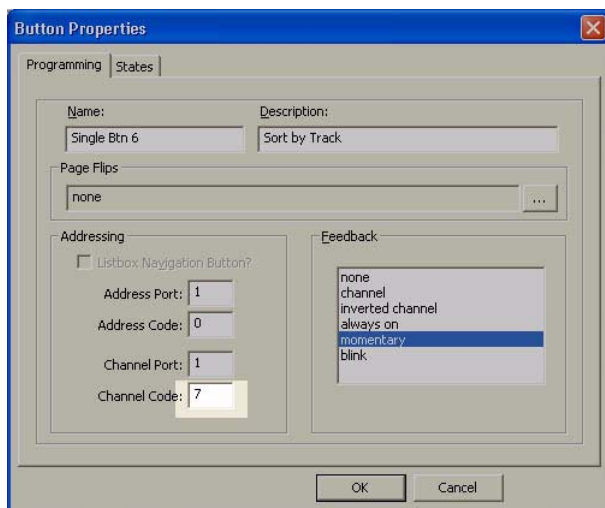 Button Properties
Programming
States
Name:
Description:
Single Btn 6
Sort by Track
Page Flips
none
...
Addressing
Listbox Navigation Button?
Address Port: 1
Address Code: 0
Channel Port: 1
Channel Code: 7
Feedback
none
channel
inverted channel
always on
momentary
blink
OK
Cancel